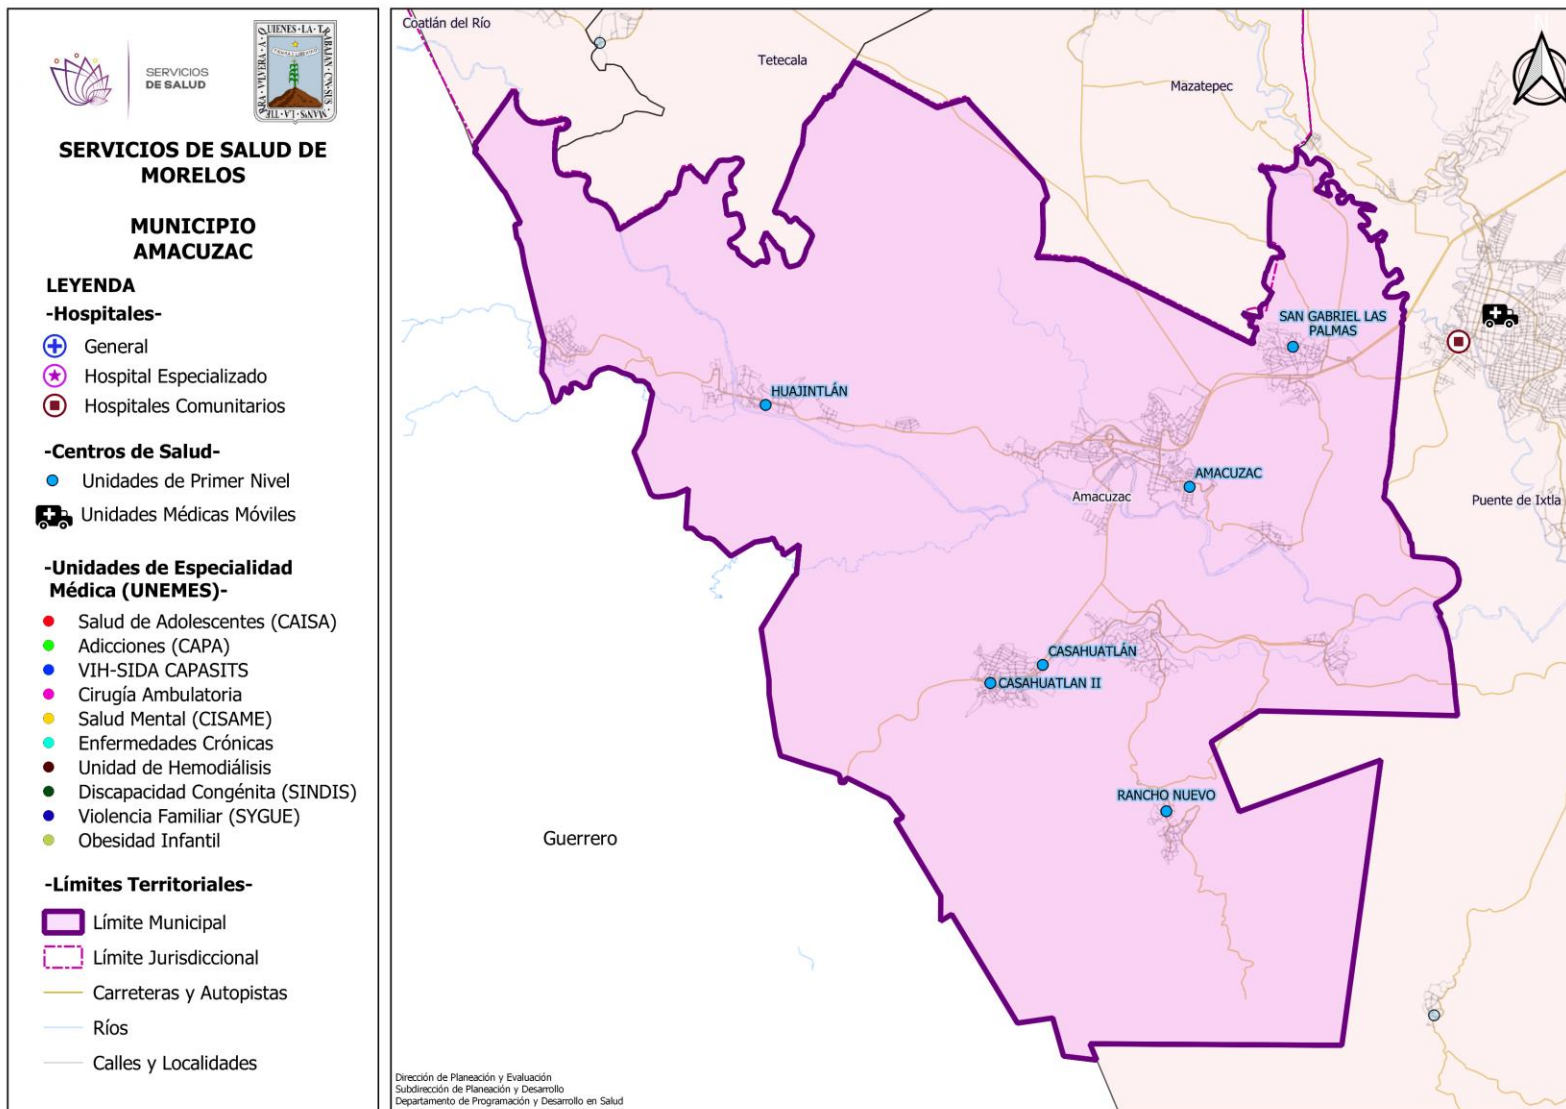 SERVICIOS
DE SALUD
SERVICIOS DE SALUD DE
MORELOS
MUNICIPIO
AMACUZAC
LEYENDA
-Hospitales-
General
Hospital Especializado
Hospitales Comunitarios
-Centros de Salud-
Unidades de Primer Nivel
Unidades Médicas Móviles
-Unidades de Especialidad
Médica (UNEMES)-
Salud de Adolescentes (CAISA)
Adicciones (CAPA)
VIH-SIDA CAPASITS
Cirugía Ambulatoria
Salud Mental (CISAME)
Enfermedades Crónicas
Unidad de Hemodiálisis
Discapacidad Congénita (SINDIS)
Violencia Familiar (SYGUE)
Obesidad Infantil
-Límites Territoriales-
Límite Municipal
Límite Jurisdiccional
Carreteras y Autopistas
Ríos
Calles y Localidades
Coatlán del Río
Tetecala
Mazatepec
N
SAN GABRIEL LAS
PALMAS
HUAJINTLÁN
AMACUZAC
Amacuzac
Puente de Ixtla
CASAHUATLÁN
CASAHUATLAN II
RANCHO NUEVO
Guerrero
Dirección de Planeación y Evaluación
Subdirección de Planeación y Desarrollo
Departamento de Programación y Desarrollo en Salud